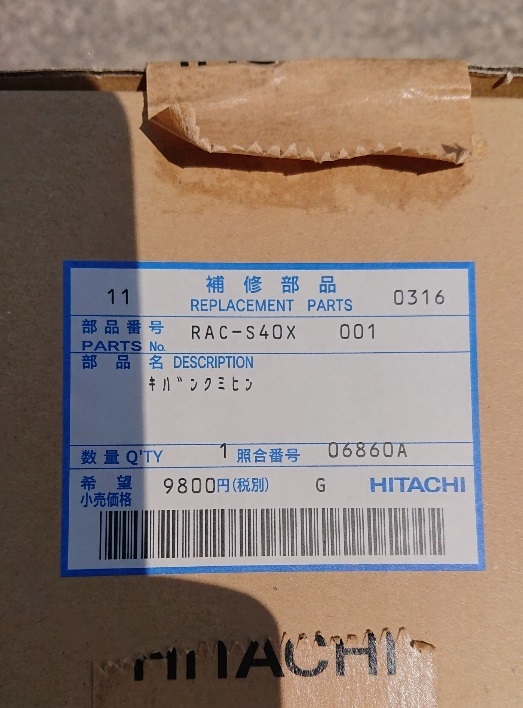 補修部品
11 REPLACEMENT PARTS 0316
部品番号 RAC-S40X 001
PARTS No.
部品名 DESCRIPTION
ｷﾊﾞﾝｸﾐﾋﾝ
数量 Q'TY 1 照合番号 06860A
希望
小売価格 9800円(税別) G HITACHI
HITACHI